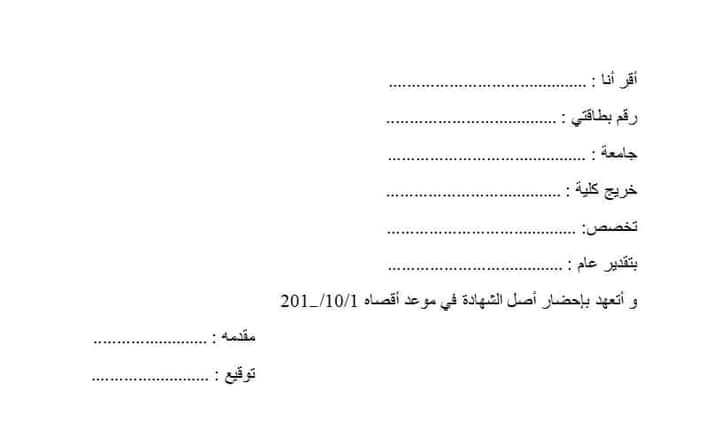 أقر أنا : ............................................
رقم بطاقتي : .....................................
جامعة : ...........................................
خريج كلية : ......................................
تخصص: .........................................
بتقدير عام : ......................................
و أتعهد بإحضار أصل الشهادة في موعد أقصاه 10/1/_201
مقدمه : .........................
توقيع : ..........................